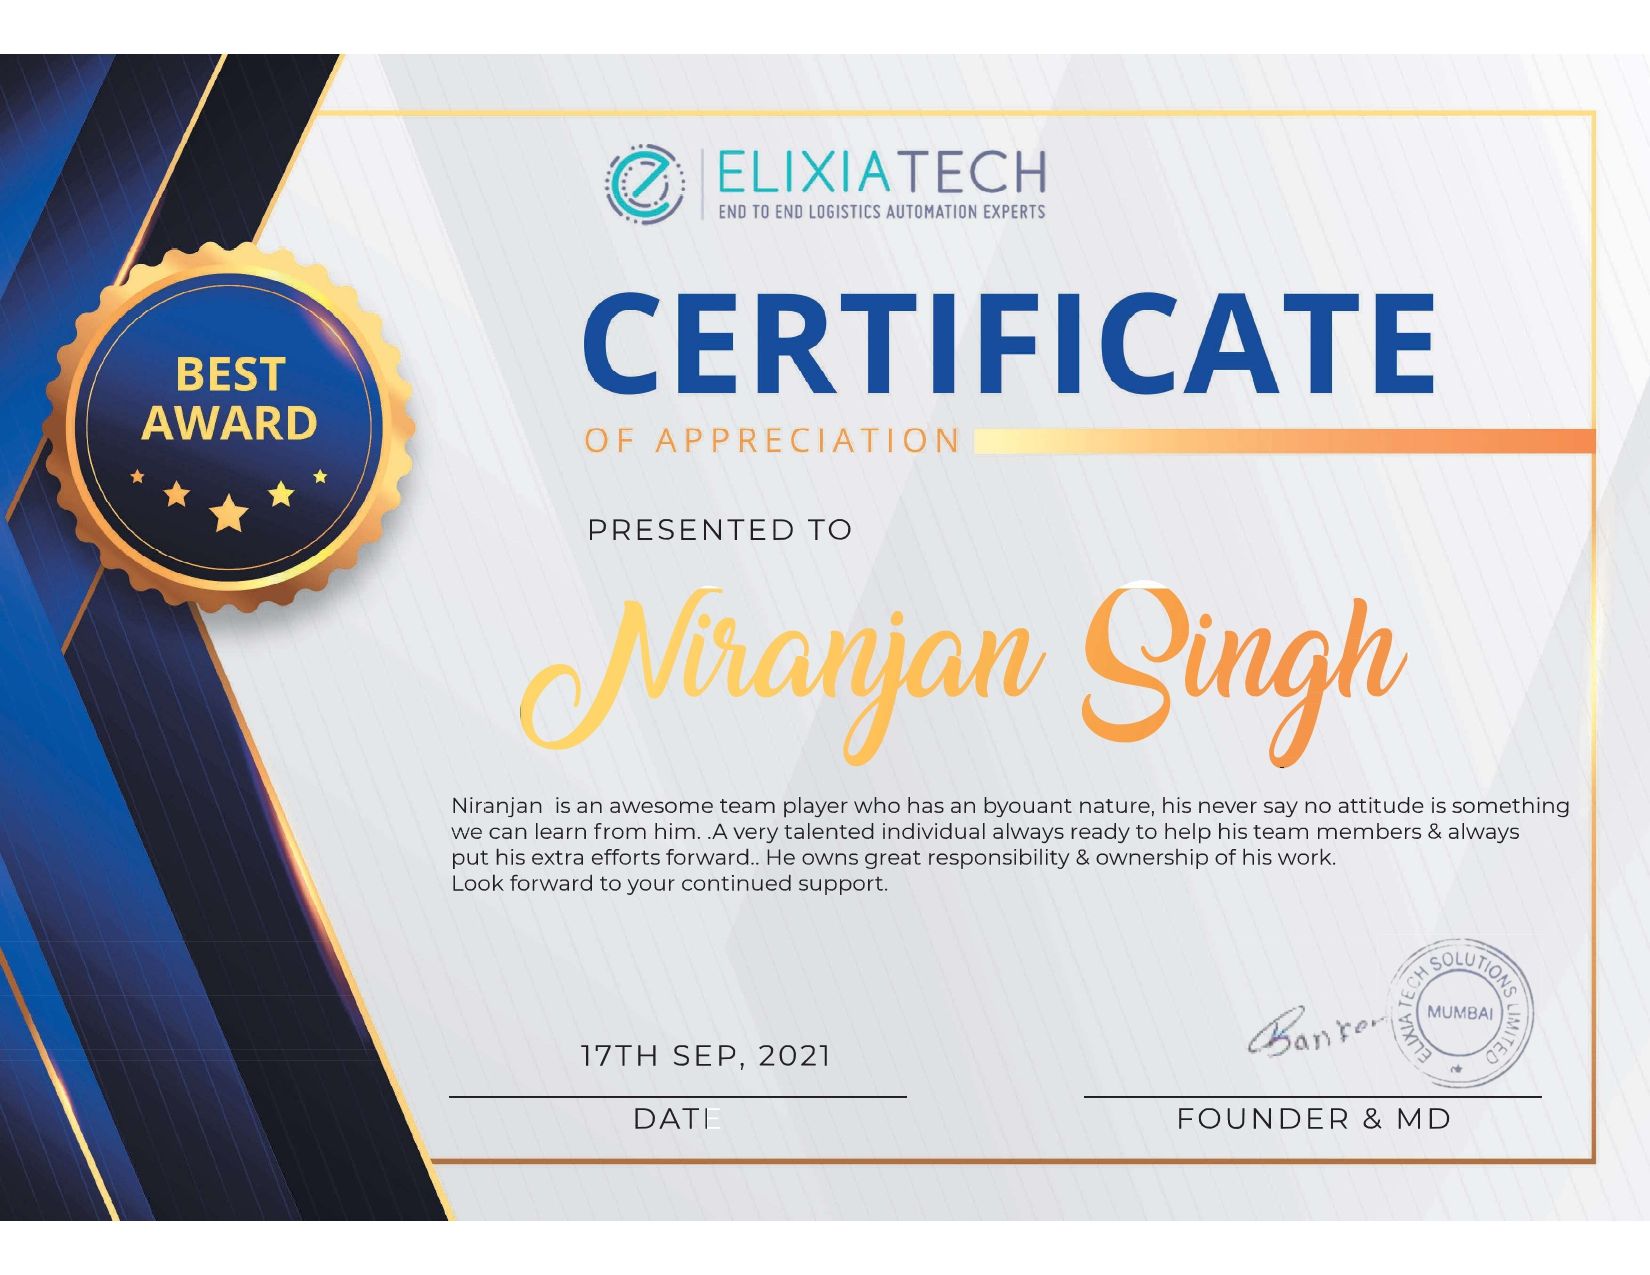 ELIXIATECH
END TO END LOGISTICS AUTOMATION EXPERTS
CERTIFICATE
OF APPRECIATION
BEST
AWARD
PRESENTED TO
Niranjan Singh
Niranjan  is an awesome team player who has an byouant nature, his never say no attitude is something
we can learn from him. .A very talented individual always ready to help his team members & always
put his extra efforts forward.. He owns great responsibility & ownership of his work.
Look forward to your continued support.
ELIXIA TECH SOLUTIONS LIMITED
MUMBAI
17TH SEP, 2021
DATE
FOUNDER & MD